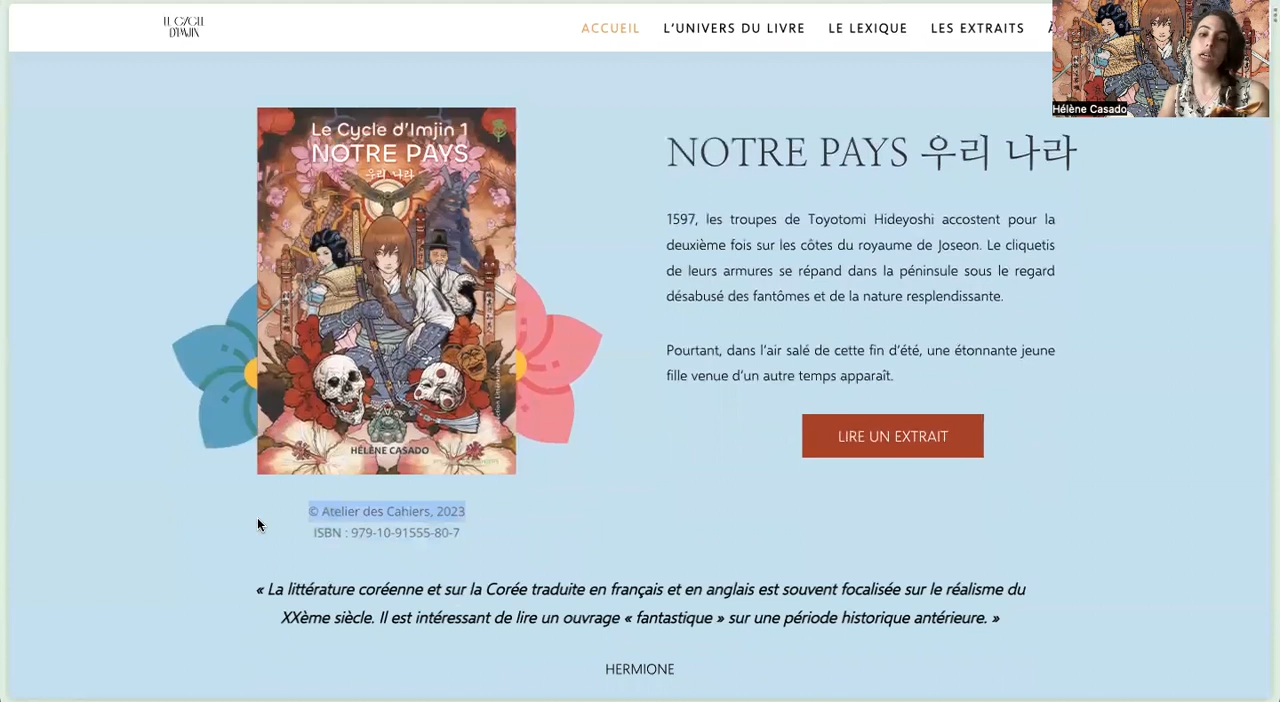 LE CYCLE
D'IMJIN
ACCUEIL
L'UNIVERS DU LIVRE
LE LEXIQUE
LES EXTRAITS
Hélène Casado
Le Cycle d'Imjin 1
NOTRE PAYS
우리 나라
HÉLÈNE CASADO
© Atelier des Cahiers, 2023
ISBN : 979-10-91555-80-7
NOTRE PAYS 우리 나라
1597, les troupes de Toyotomi Hideyoshi accostent pour la
deuxième fois sur les côtes du royaume de Joseon. Le cliquetis
de leurs armures se répand dans la péninsule sous le regard
désabusé des fantômes et de la nature resplendissante.
Pourtant, dans l'air salé de cette fin d'été, une étonnante jeune
fille venue d'un autre temps apparaît.
LIRE UN EXTRAIT
« La littérature coréenne et sur la Corée traduite en français et en anglais est souvent focalisée sur le réalisme du
XXème siècle. Il est intéressant de lire un ouvrage « fantastique » sur une période historique antérieure. »
HERMIONE